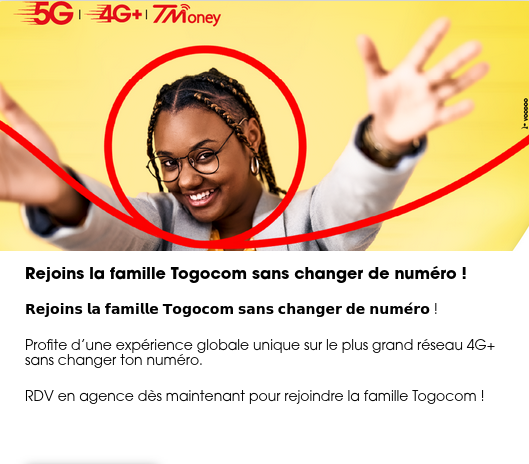 5G | 4G+ | TMoney
VOODOO
Rejoins la famille Togocom sans changer de numéro !
Rejoins la famille Togocom sans changer de numéro !
Profite d’une expérience globale unique sur le plus grand réseau 4G+
sans changer ton numéro.
RDV en agence dès maintenant pour rejoindre la famille Togocom !